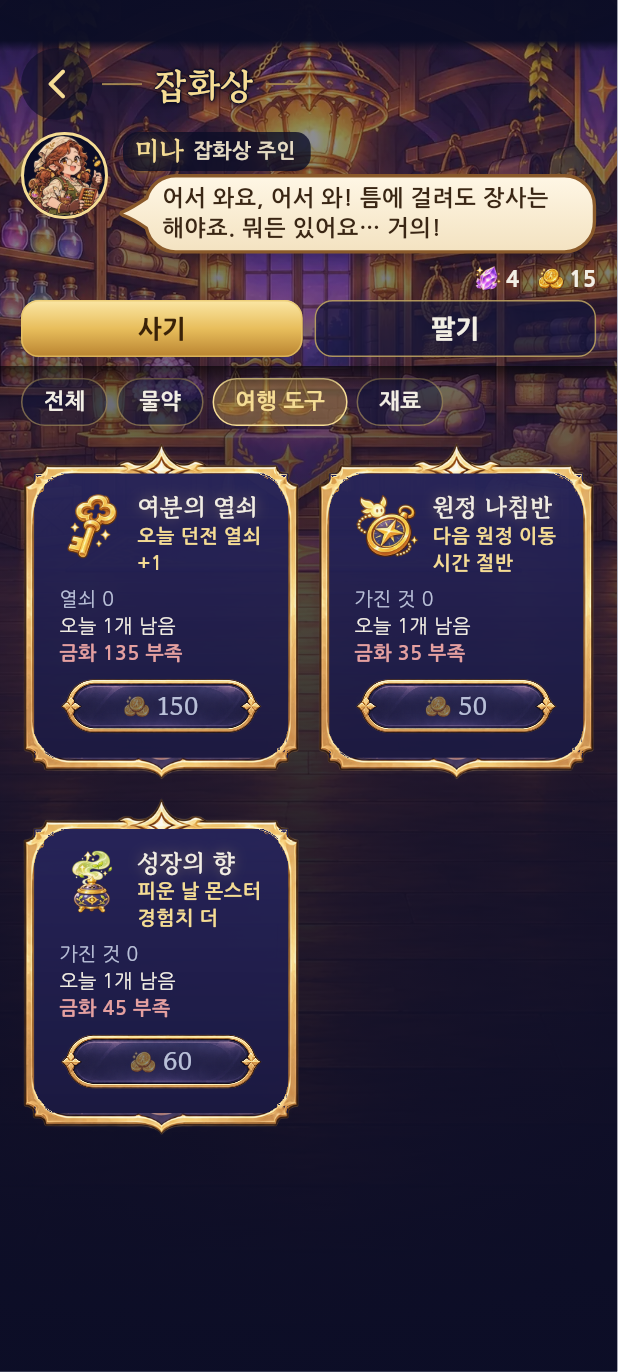 잡화상
미나 잡화상 주인
어서 와요, 어서 와! 틈에 걸려도 장사는
해야죠. 뭐든 있어요… 거의!
4 15
사기 팔기
전체 물약 여행 도구 재료
여분의 열쇠
오늘 던전 열쇠
+1
열쇠 0
오늘 1개 남음
금화 135 부족
150
원정 나침반
다음 원정 이동
시간 절반
가진 것 0
오늘 1개 남음
금화 35 부족
50
성장의 향
피운 날 몬스터
경험치 더
가진 것 0
오늘 1개 남음
금화 45 부족
60